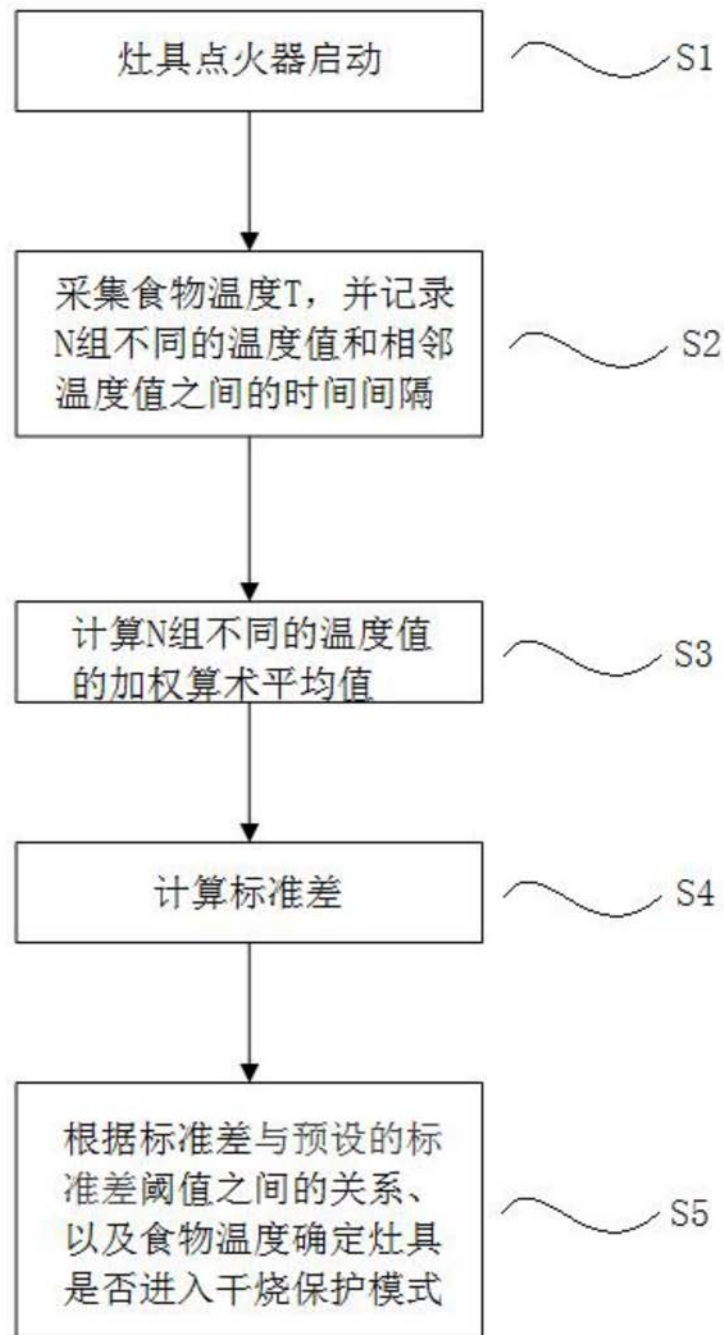 灶具点火器启动
S1
采集食物温度T，并记录
N组不同的温度值和相邻
温度值之间的时间间隔
S2
计算N组不同的温度值
的加权算术平均值
S3
计算标准差
S4
根据标准差与预设的标
准差阈值之间的关系、
以及食物温度确定灶具
是否进入干烧保护模式
S5